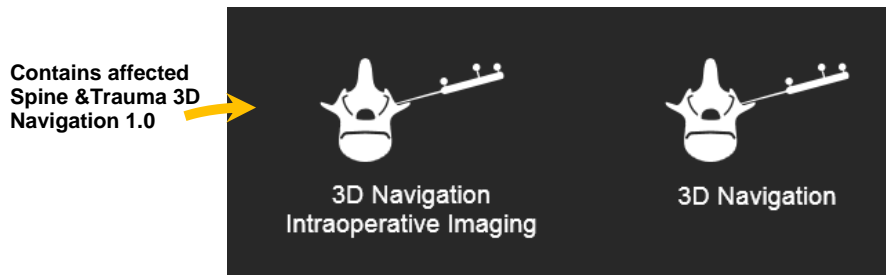 Contains affected
Spine &Trauma 3D
Navigation 1.0
3D Navigation
Intraoperative Imaging
3D Navigation